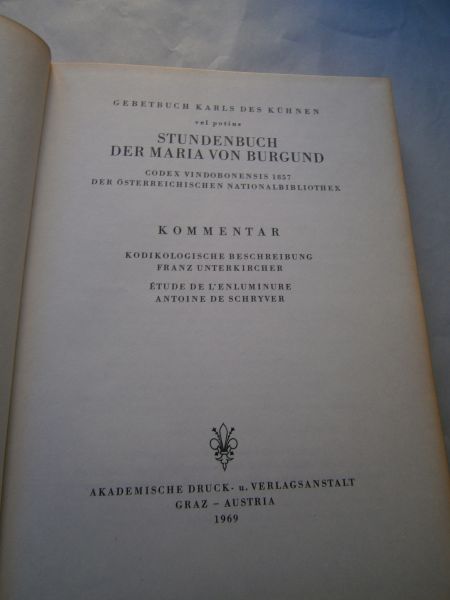 GEBETBUCH KARLS DES KÜHNEN
vel potius
STUNDENBUCH
DER MARIA VON BURGUND
CODEX VINDOBONENSIS 1857
DER ÖSTERREICHISCHEN NATIONALBIBLIOTHEK
KOMMENTAR
KODIKOLOGISCHE BESCHREIBUNG
FRANZ UNTERKIRCHER
ÉTUDE DE L'ENLUMINURE
ANTOINE DE SCHRYVER
AKADEMISCHE DRUCK- u. VERLAGSANSTALT
GRAZ – AUSTRIA
1969